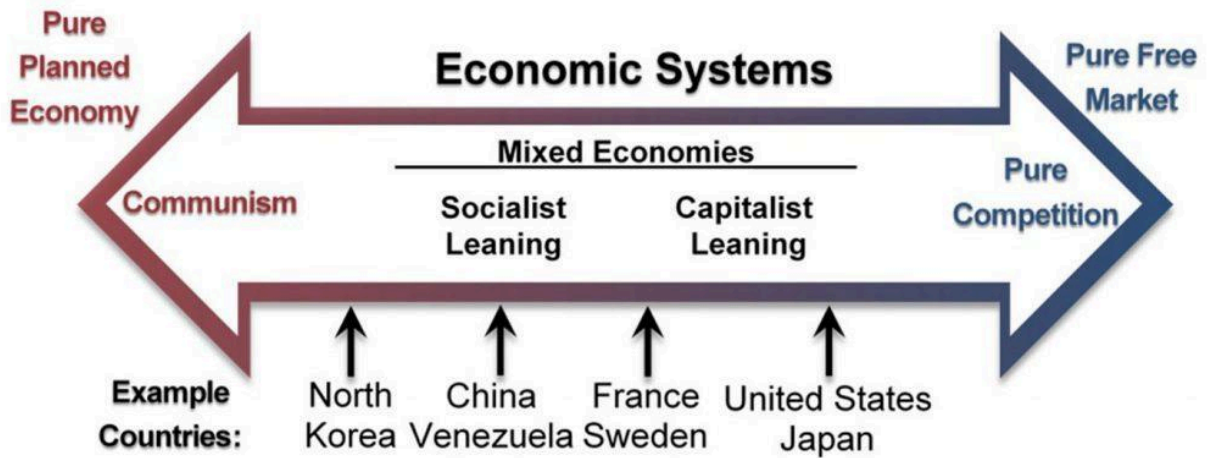 Pure
Planned
Economy
Economic Systems
Pure Free
Market
Mixed Economies
Communism
Socialist
Leaning
Capitalist
Leaning
Pure
Competition
Example
Countries:
North
Korea
China
Venezuela
France
Sweden
United States
Japan